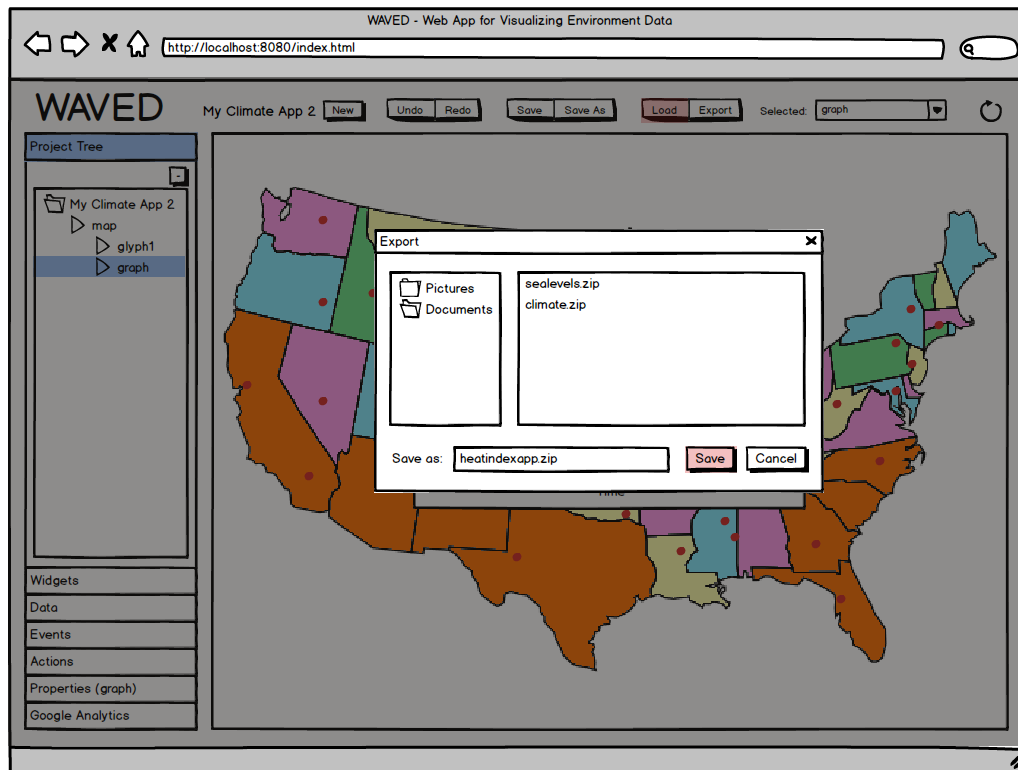 WAVED - Web App for Visualizing Environment Data
http://localhost:8080/index.html
WAVED
My Climate App 2
New
Undo
Redo
Save
Save As
Load
Export
Selected:
graph
Project Tree
-
My Climate App 2
map
glyph1
graph
Widgets
Data
Events
Actions
Properties (graph)
Google Analytics
Export
Pictures
Documents
sealevels.zip
climate.zip
Save as:
heatindexapp.zip
Save
Cancel
Time